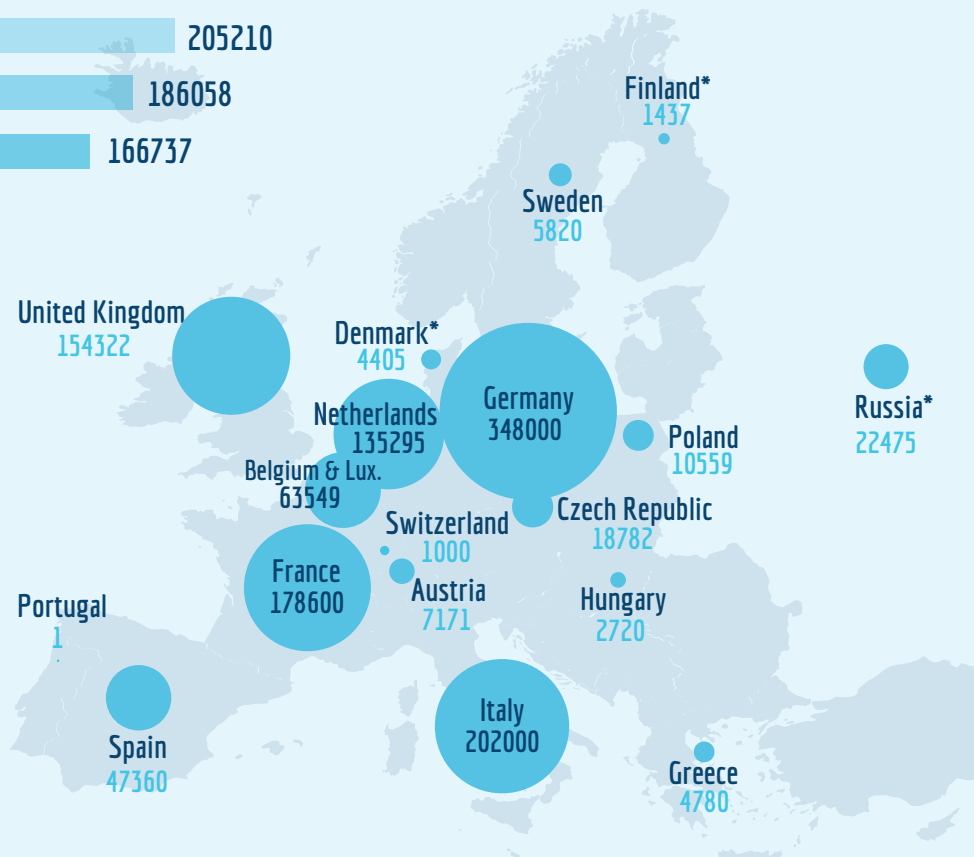 205210
186058
166737
Finland*
1437
Sweden
5820
United Kingdom
154322
Denmark*
4405
Germany
348000
Netherlands
135295
Russia*
22475
Poland
10559
Belgium & Lux.
63549
Czech Republic
18782
Switzerland
1000
France
178600
Austria
7171
Hungary
2720
Portugal
1
Italy
202000
Spain
47360
Greece
4780